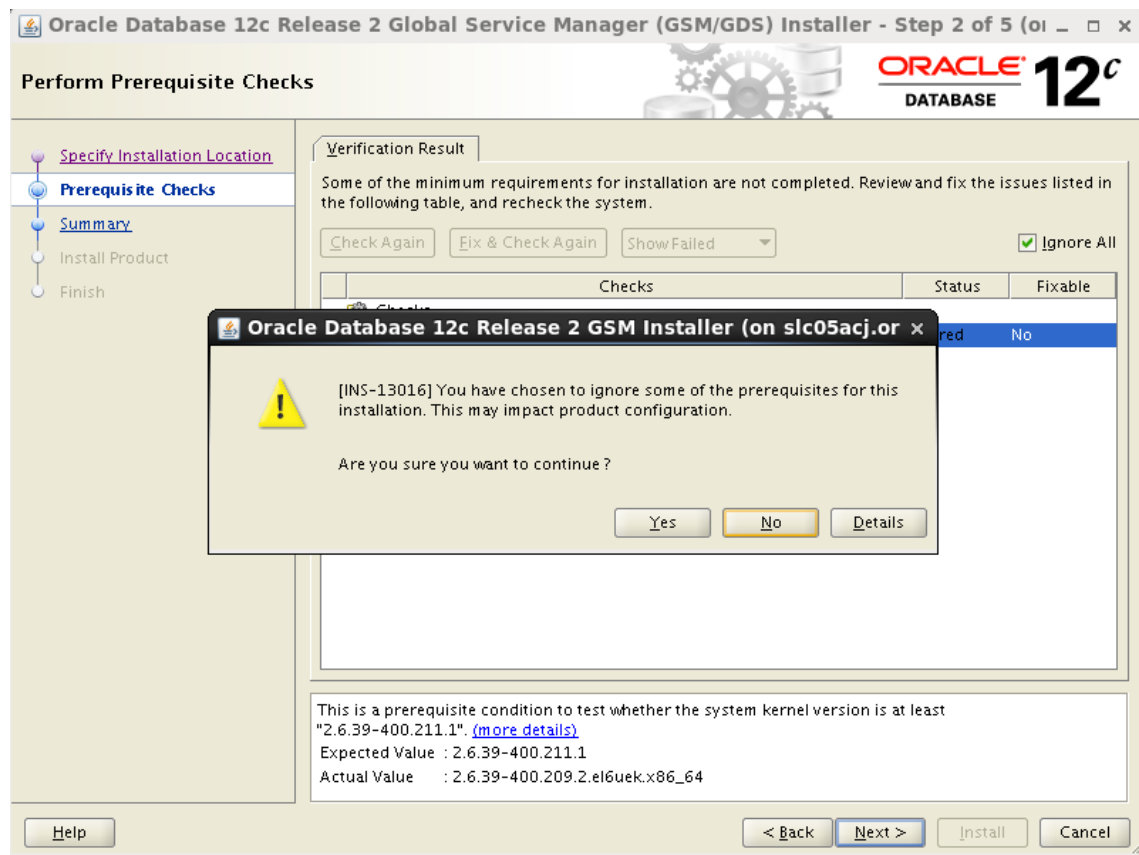 Oracle Database 12c Release 2 Global Service Manager (GSM/GDS) Installer - Step 2 of 5 (o
Perform Prerequisite Checks
ORACLE 12c
DATABASE
Specify Installation Location
Prerequisite Checks
Summary
Install Product
Finish
Verification Result
Some of the minimum requirements for installation are not completed. Review and fix the issues listed in
the following table, and recheck the system.
Check Again Fix & Check Again Show Failed Ignore All
Checks Status Fixable
Checks
Oracle Database 12c Release 2 GSM Installer (on slc05acj.or
red No
[INS-13016] You have chosen to ignore some of the prerequisites for this
installation. This may impact product configuration.
Are you sure you want to continue?
Yes No Details
This is a prerequisite condition to test whether the system kernel version is at least
"2.6.39-400.211.1". (more details)
Expected Value : 2.6.39-400.211.1
Actual Value : 2.6.39-400.209.2.el6uek.x86_64
Help < Back Next > Install Cancel